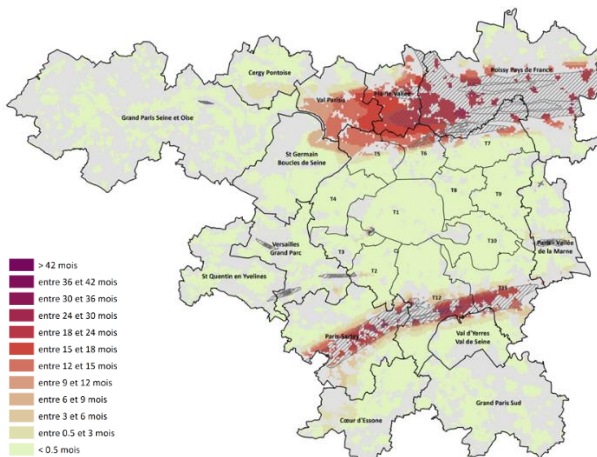 Cergy Pontoise
Roissy Pays de France
Val Parisis
Plaine Vallée
Grand Paris Seine et Oise
St Germain
Boucles de Seine
T5
T6
T7
T4
T8
T9
T1
Versailles
Grand Parc
T3
T10
Paris - Vallée
de la Marne
T2
St Quentin en Yvelines
T11
T12
Paris-Saclay
Val d'Yerres
Val de Seine
Cœur d'Essone
Grand Paris Sud
> 42 mois
entre 36 et 42 mois
entre 30 et 36 mois
entre 24 et 30 mois
entre 18 et 24 mois
entre 15 et 18 mois
entre 12 et 15 mois
entre 9 et 12 mois
entre 6 et 9 mois
entre 3 et 6 mois
entre 0.5 et 3 mois
< 0.5 mois